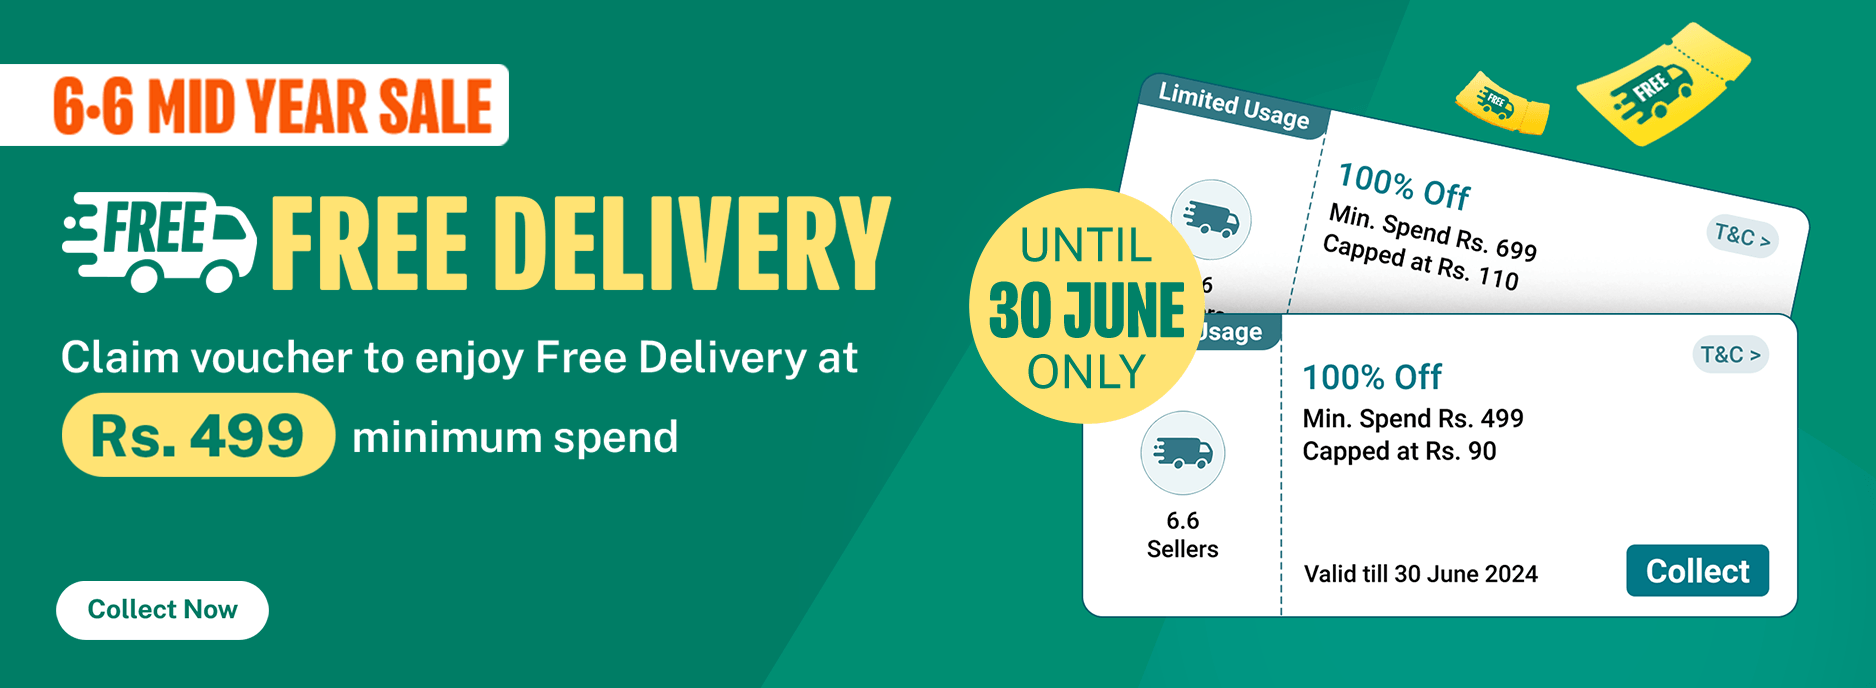 6.6 MID YEAR SALE
FREE FREE DELIVERY
Claim voucher to enjoy Free Delivery at
Rs. 499 minimum spend
Collect Now
UNTIL
30 JUNE
ONLY
Limited Usage
100% Off
Min. Spend Rs. 699
Capped at Rs. 110
T&C >
6
Usage
100% Off
Min. Spend Rs. 499
Capped at Rs. 90
T&C >
6.6
Sellers
Valid till 30 June 2024
Collect
FREE
FREE